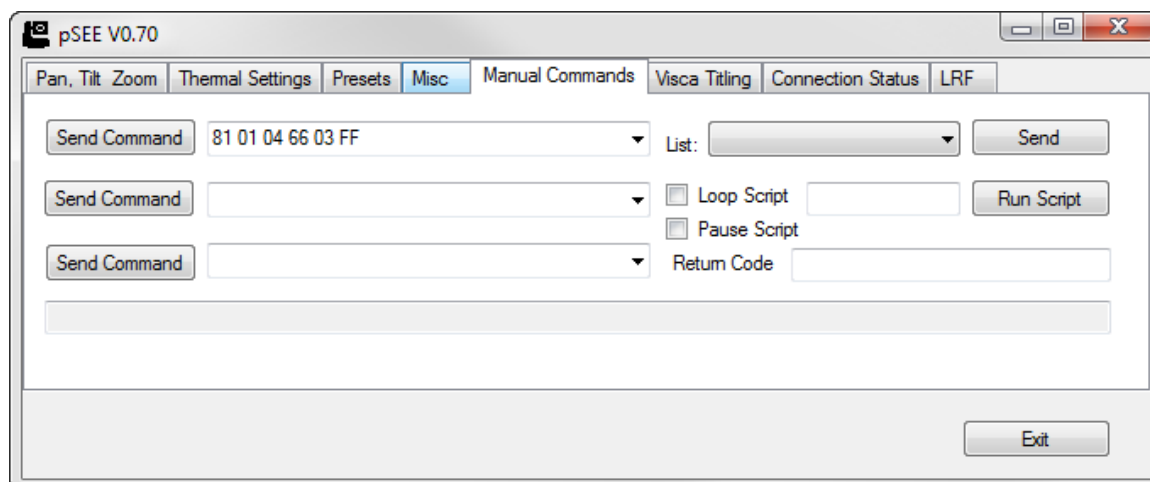 pSEE V0.70
Pan, Tilt Zoom Thermal Settings Presets Misc Manual Commands Visca Titling Connection Status LRF
Send Command 81 01 04 66 03 FF List: Send
Send Command Loop Script Run Script
Pause Script
Send Command Return Code
Exit